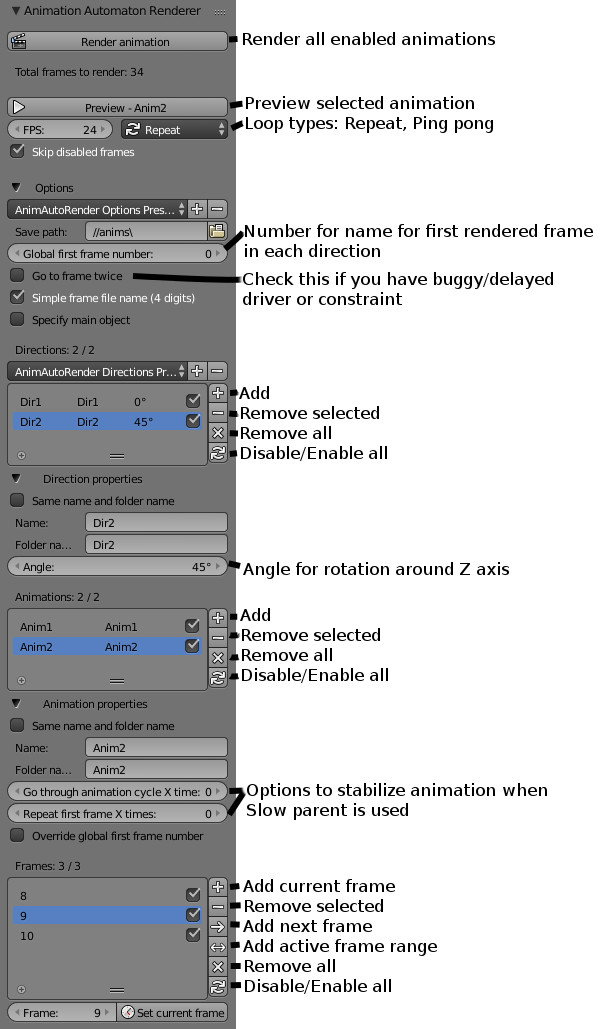 Animation Automaton Renderer
Render animation
Render all enabled animations
Total frames to render: 34
Preview - Anim2
Preview selected animation
FPS: 24 Repeat
Loop types: Repeat, Ping pong
Skip disabled frames
Options
AnimAutoRender Options Pres...
Save path: //anims\
Number for name for first rendered frame
in each direction
Global first frame number: 0
Go to frame twice
Check this if you have buggy/delayed
driver or constraint
Simple frame file name (4 digits)
Specify main object
Directions: 2 / 2
AnimAutoRender Directions Pr...
Dir1 Dir1 0°
Add
Dir2 Dir2 45°
Remove selected
Remove all
Disable/Enable all
Direction properties
Same name and folder name
Name: Dir2
Folder na... Dir2
Angle: 45°
Angle for rotation around Z axis
Animations: 2 / 2
Add
Anim1 Anim1
Remove selected
Anim2 Anim2
Remove all
Disable/Enable all
Animation properties
Same name and folder name
Name: Anim2
Folder na... Anim2
Go through animation cycle X time: 0
Options to stabilize animation when
Slow parent is used
Repeat first frame X times: 0
Override global first frame number
Frames: 3 / 3
Add current frame
8
Remove selected
9
Add next frame
10
Add active frame range
Remove all
Disable/Enable all
Frame: 9 Set current frame